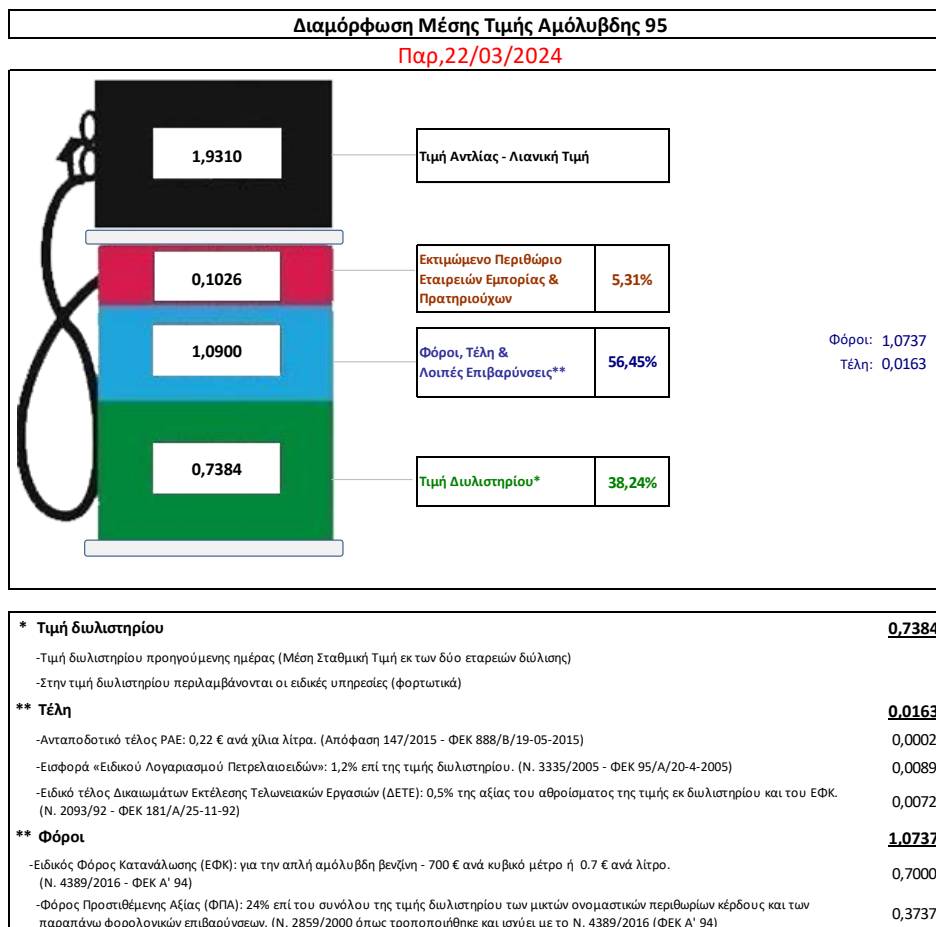 Διαμόρφωση Μέσης Τιμής Αμόλυβδης 95
Παρ,22/03/2024
1,9310
Τιμή Αντλίας - Λιανική Τιμή
0,1026
Εκτιμώμενο Περιθώριο
Εταιρειών Εμπορίας &
Πρατηριούχων
5,31%
1,0900
Φόροι, Τέλη &
Λοιπές Επιβαρύνσεις**
56,45%
Φόροι: 1,0737
Τέλη: 0,0163
0,7384
Τιμή Διυλιστηρίου*
38,24%
* Τιμή διυλιστηρίου 0,7384
-Τιμή διυλιστηρίου προηγούμενης ημέρας (Μέση Σταθμική Τιμή εκ των δύο εταρειών διύλισης)
-Στην τιμή διυλιστηρίου περιλαμβάνονται οι ειδικές υπηρεσίες (φορτωτικά)
** Τέλη 0,0163
-Ανταποδοτικό τέλος ΡΑΕ: 0,22 € ανά χίλια λίτρα. (Απόφαση 147/2015 - ΦΕΚ 888/Β/19-05-2015) 0,0002
-Εισφορά «Ειδικού Λογαριασμού Πετρελαιοειδών»: 1,2% επί της τιμής διυλιστηρίου. (Ν. 3335/2005 - ΦΕΚ 95/Α/20-4-2005) 0,0089
-Ειδικό τέλος Δικαιωμάτων Εκτέλεσης Τελωνειακών Εργασιών (ΔΕΤΕ): 0,5% της αξίας του αθροίσματος της τιμής εκ διυλιστηρίου και του ΕΦΚ.
(Ν. 2093/92 - ΦΕΚ 181/Α/25-11-92) 0,0072
** Φόροι 1,0737
-Ειδικός Φόρος Κατανάλωσης (ΕΦΚ): για την απλή αμόλυβδη βενζίνη - 700 € ανά κυβικό μέτρο ή 0.7 € ανά λίτρο.
(Ν. 4389/2016 - ΦΕΚ Α' 94) 0,7000
-Φόρος Προστιθέμενης Αξίας (ΦΠΑ): 24% επί του συνόλου της τιμής διυλιστηρίου των μικτών ονομαστικών περιθωρίων κέρδους και των
παραπάνω φορολογικών επιβαρύνσεων. (Ν. 2859/2000 όπως τροποποιήθηκε και ισχύει με το Ν. 4389/2016 (ΦΕΚ Α' 94) 0,3737